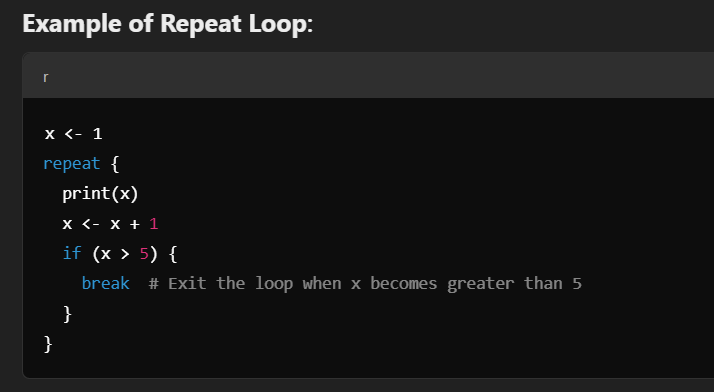 Example of Repeat Loop:
r
x <- 1
repeat {
  print(x)
  x <- x + 1
  if (x > 5) {
    break  # Exit the loop when x becomes greater than 5
  }
}